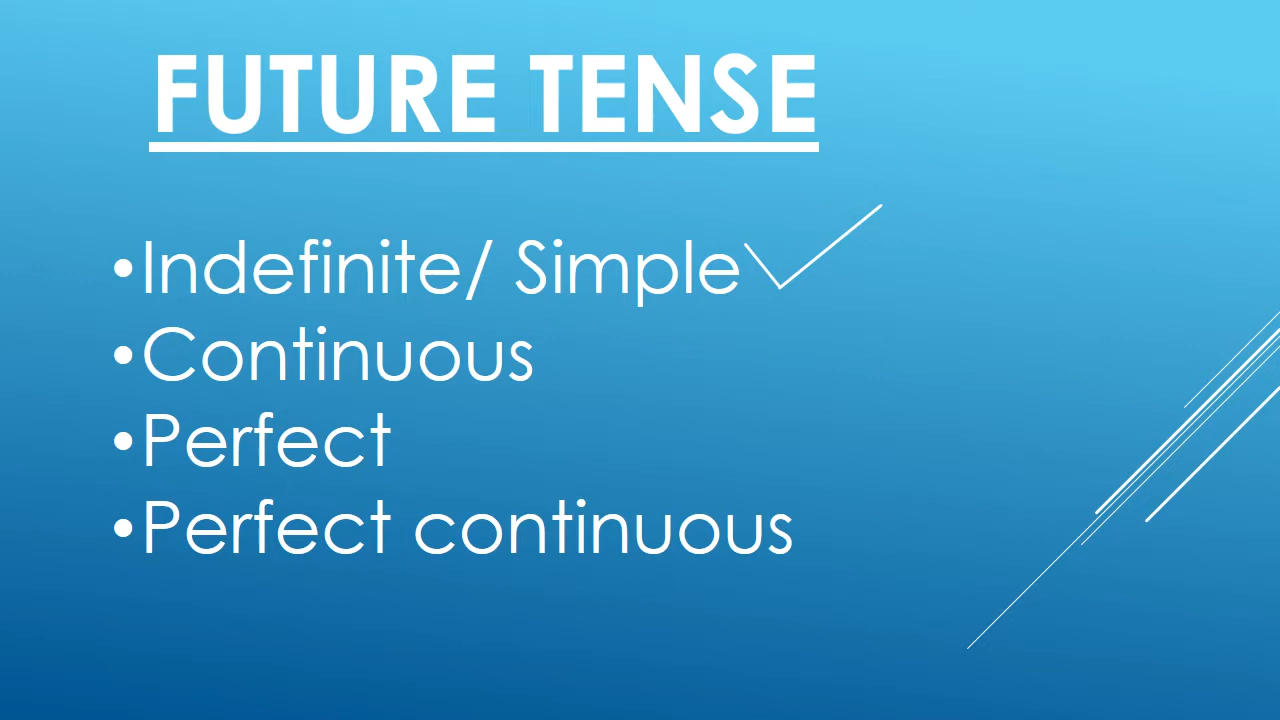 FUTURE TENSE
•Indefinite/ Simple
•Continuous
•Perfect
•Perfect continuous